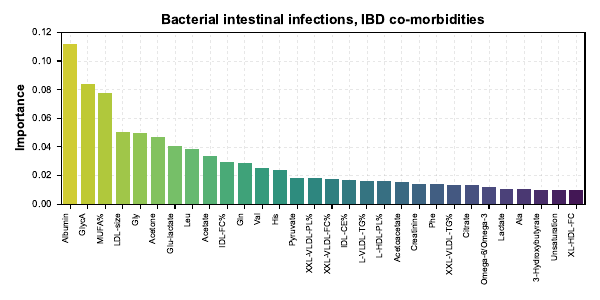 Bacterial intestinal infections, IBD co-morbidities
Importance
0.12
0.10
0.08
0.06
0.04
0.02
0.00
Albumin
GlycA
MUFA%
LDL-size
Gly
Acetone
Glu-lactate
Leu
Acetate
IDL-FC%
Gln
Val
His
Pyruvate
XXL-VLDL-PL%
XXL-VLDL-FC%
IDL-CE%
L-VLDL-TG%
L-HDL-PL%
Acetoacetate
Creatinine
Phe
XXL-VLDL-TG%
Citrate
Omega-6/Omega-3
Lactate
Ala
3-Hydroxybutyrate
Unsaturation
XL-HDL-FC